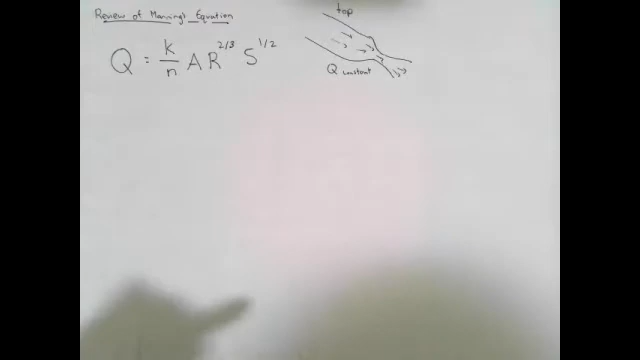 Review of Manning's Equation
Q = k/n A R^2/3 S^1/2
top
Q constant